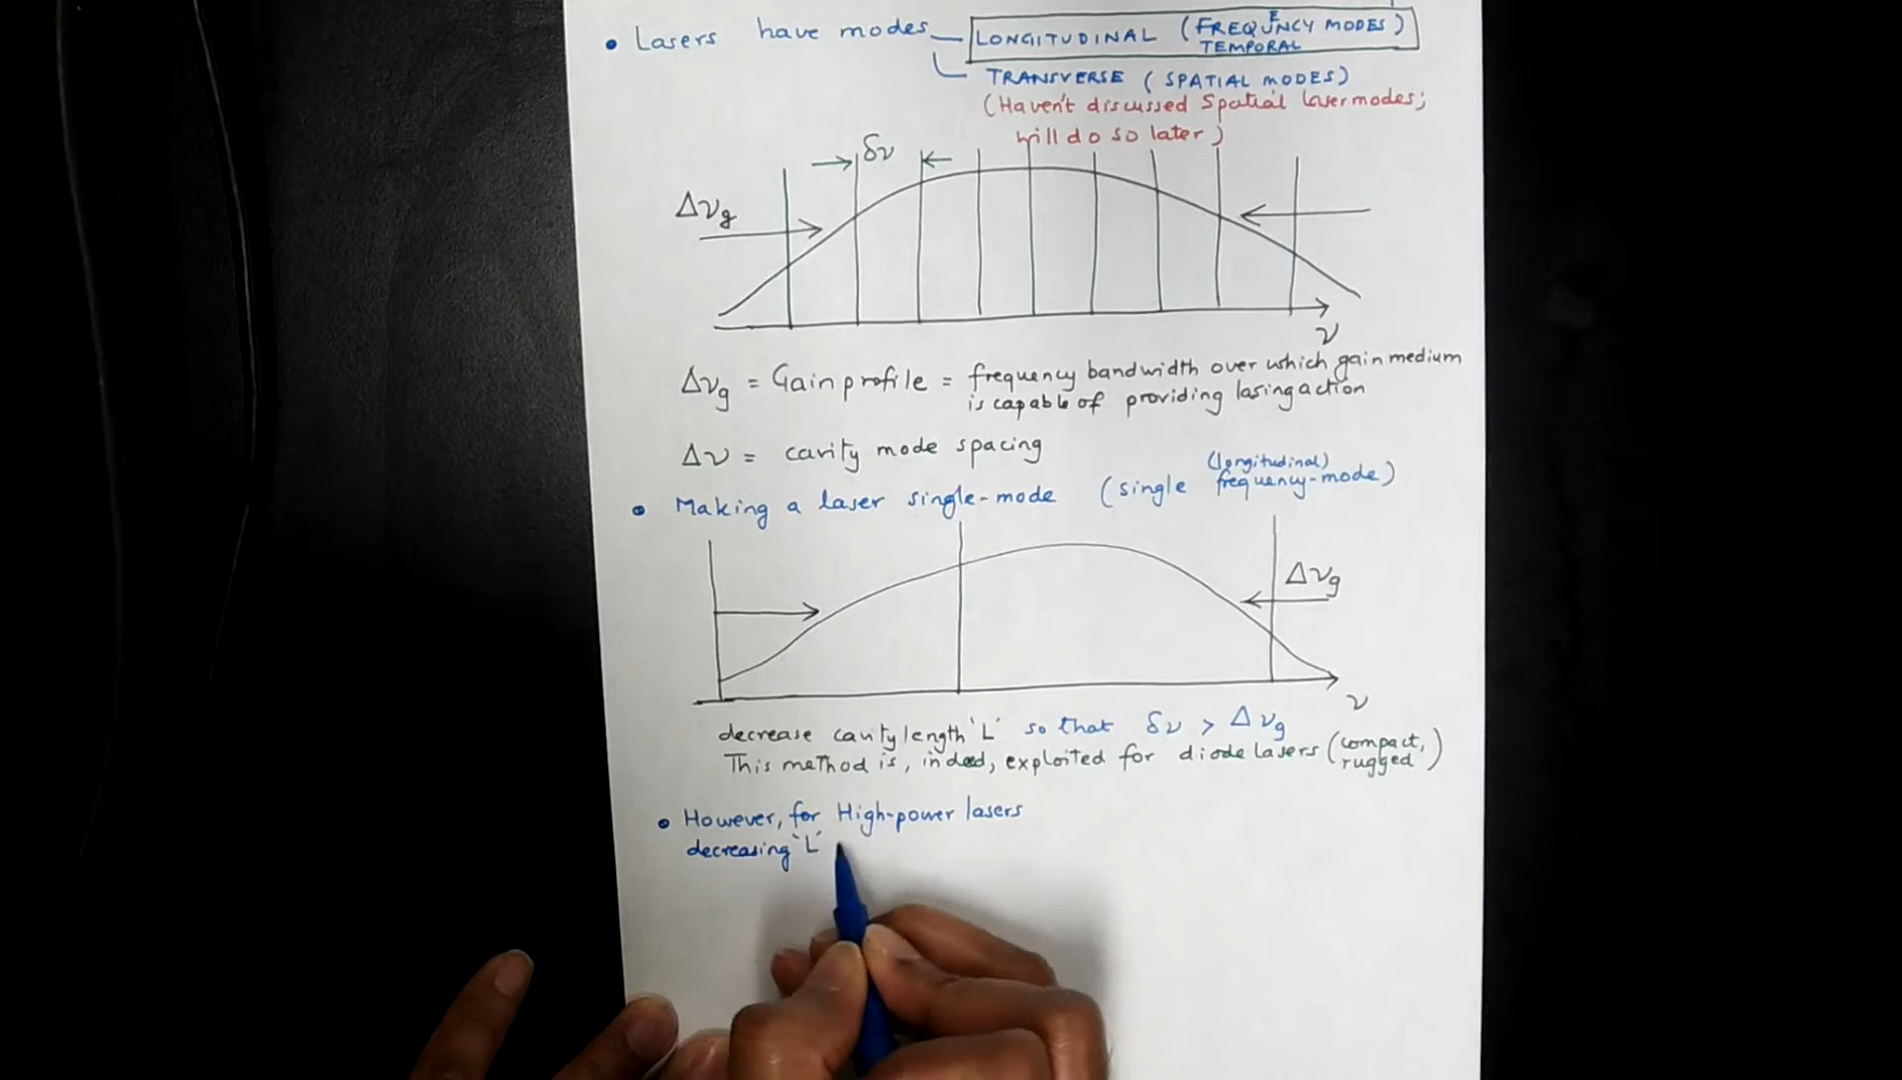 • Lasers have modes LONGITUDINAL (FREQUENCY MODES)
TEMPORAL
TRANSVERSE (SPATIAL MODES)
(Haven't discussed Spatial laser modes;
will do so later)
δν
Δνg
ν
Δνg = Gain profile = frequency bandwidth over which gain medium
is capable of providing lasing action
Δν = cavity mode spacing
(longitudinal)
• Making a laser single-mode (single frequency-mode)
Δνg
ν
decrease cavity length 'L' so that δν > Δνg
This method is, indeed, exploited for diode lasers (compact,
rugged)
• However, for High-power lasers
decreasing 'L'